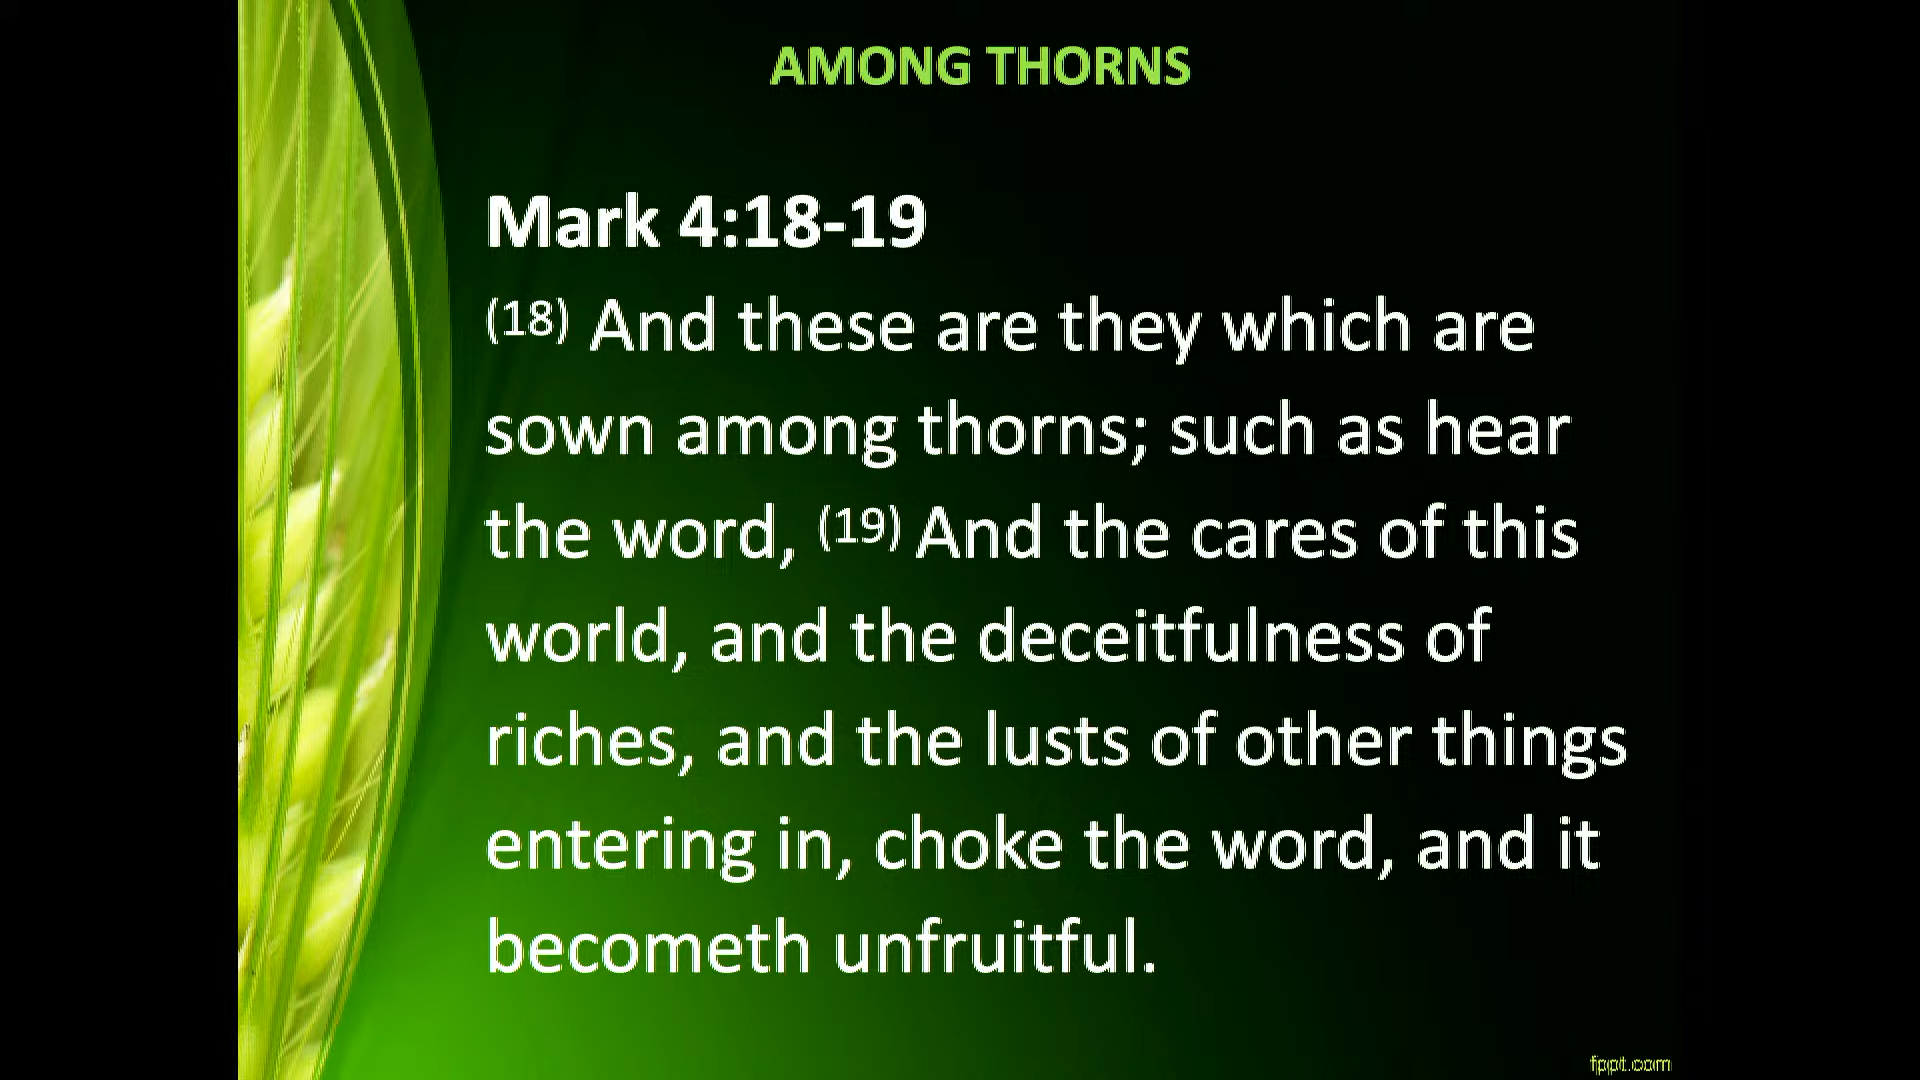 AMONG THORNS
Mark 4:18-19
(18) And these are they which are
sown among thorns; such as hear
the word, (19) And the cares of this
world, and the deceitfulness of
riches, and the lusts of other things
entering in, choke the word, and it
becometh unfruitful.
fppt.com